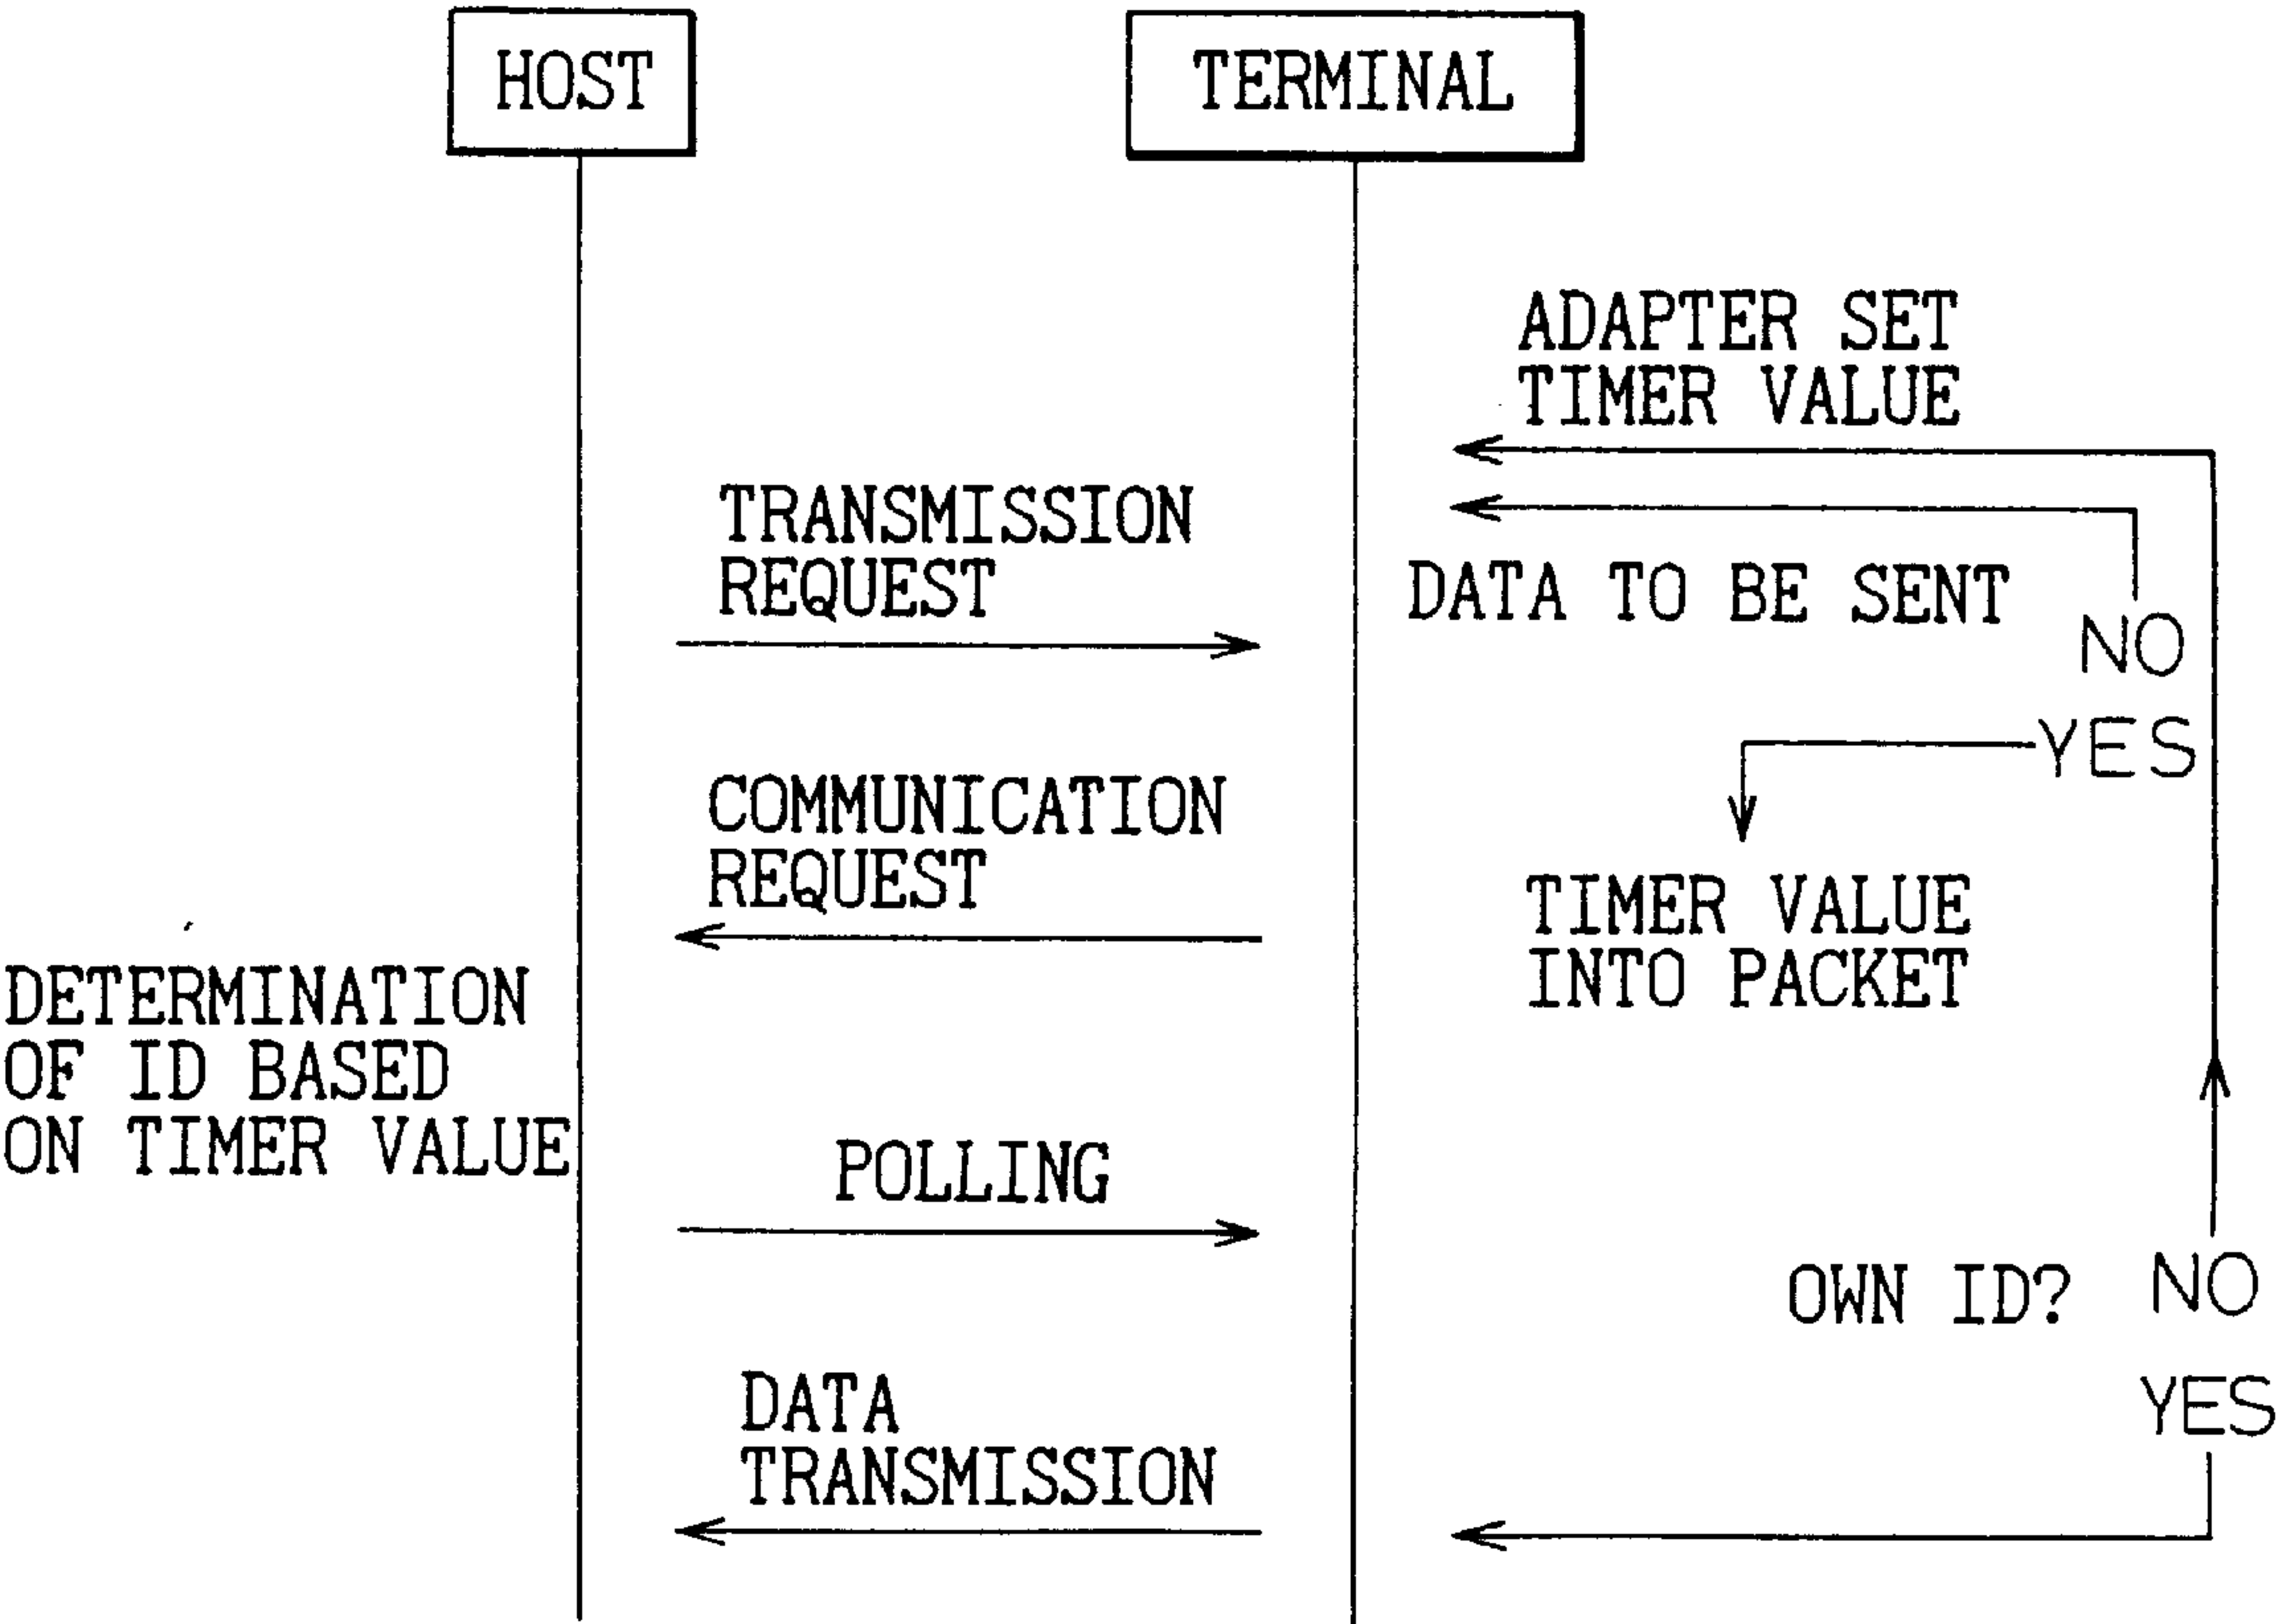 HOST
TERMINAL
ADAPTER SET
TIMER VALUE
TRANSMISSION
REQUEST
DATA TO BE SENT
NO
YES
COMMUNICATION
REQUEST
TIMER VALUE
INTO PACKET
DETERMINATION
OF ID BASED
ON TIMER VALUE
POLLING
OWN ID? NO
YES
DATA
TRANSMISSION